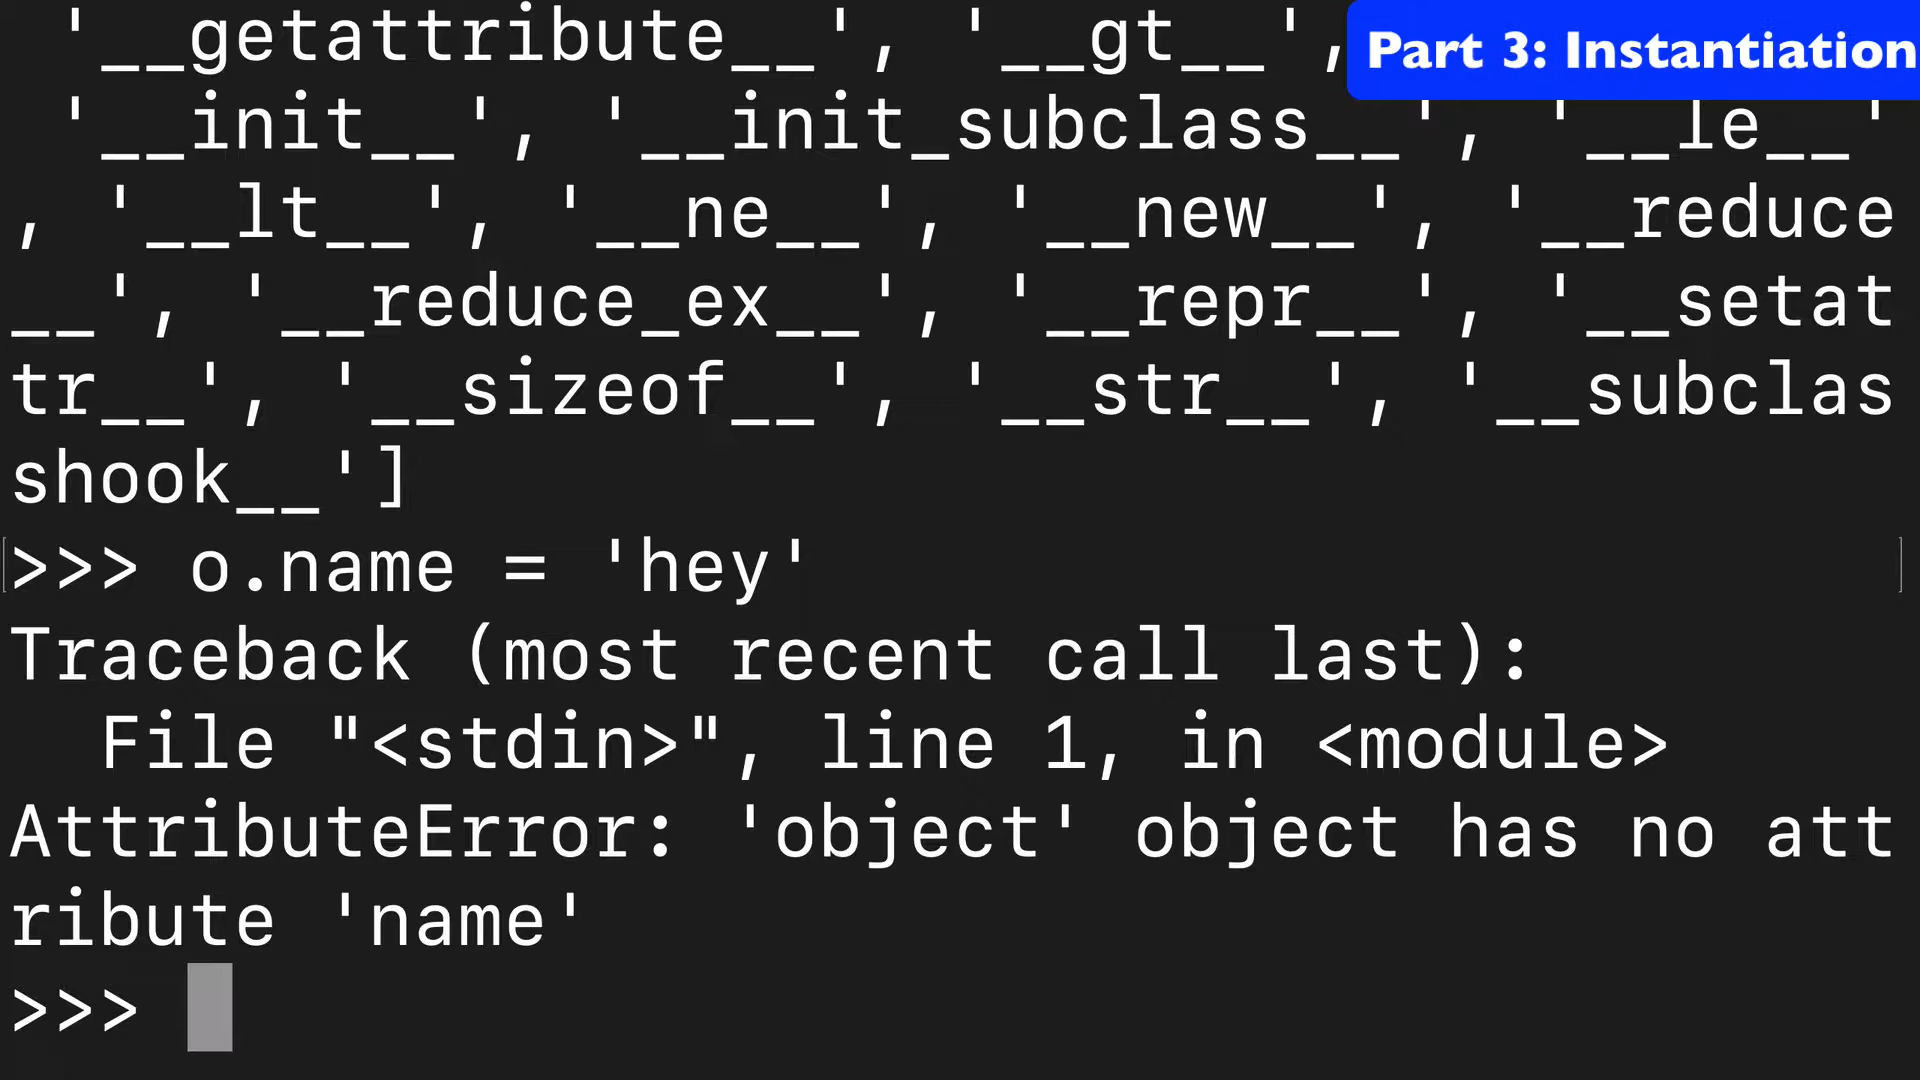 '__getattribute__', '__gt__',
Part 3: Instantiation
'__init__', '__init_subclass__', '__le__'
, '__lt__', '__ne__', '__new__', '__reduce
__', '__reduce_ex__', '__repr__', '__setat
tr__', '__sizeof__', '__str__', '__subclas
shook__']
>>> o.name = 'hey'
Traceback (most recent call last):
  File "<stdin>", line 1, in <module>
AttributeError: 'object' object has no att
ribute 'name'
>>>